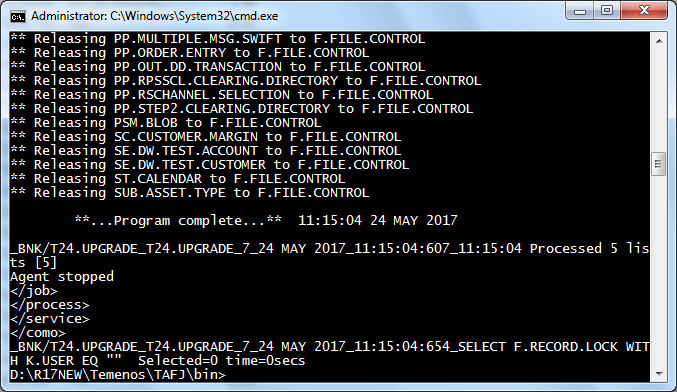 Administrator: C:\Windows\System32\cmd.exe
** Releasing PP.MULTIPLE.MSG.SWIFT to F.FILE.CONTROL
** Releasing PP.ORDER.ENTRY to F.FILE.CONTROL
** Releasing PP.OUT.DD.TRANSACTION to F.FILE.CONTROL
** Releasing PP.RPSSCL.CLEARING.DIRECTORY to F.FILE.CONTROL
** Releasing PP.RSCHANNEL.SELECTION to F.FILE.CONTROL
** Releasing PP.STEP2.CLEARING.DIRECTORY to F.FILE.CONTROL
** Releasing PSM.BLOB to F.FILE.CONTROL
** Releasing SC.CUSTOMER.MARGIN to F.FILE.CONTROL
** Releasing SE.DW.TEST.ACCOUNT to F.FILE.CONTROL
** Releasing SE.DW.TEST.CUSTOMER to F.FILE.CONTROL
** Releasing ST.CALENDAR to F.FILE.CONTROL
** Releasing SUB.ASSET.TYPE to F.FILE.CONTROL
**...Program complete...**  11:15:04 24 MAY 2017
_BNK/T24.UPGRADE_T24.UPGRADE_7_24 MAY 2017_11:15:04:607_11:15:04 Processed 5 lis
ts [5]
Agent stopped
</job>
</process>
</service>
</como>
_BNK/T24.UPGRADE_T24.UPGRADE_7_24 MAY 2017_11:15:04:654_SELECT F.RECORD.LOCK WIT
H K.USER EQ ""  Selected=0 time=0secs
D:\R17NEW\Temenos\TAFJ\bin>